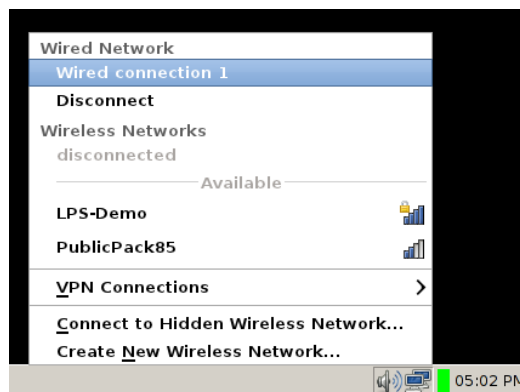 Wired Network
Wired connection 1
Disconnect
Wireless Networks
disconnected
Available
LPS-Demo
PublicPack85
VPN Connections
Connect to Hidden Wireless Network...
Create New Wireless Network...
05:02 PM